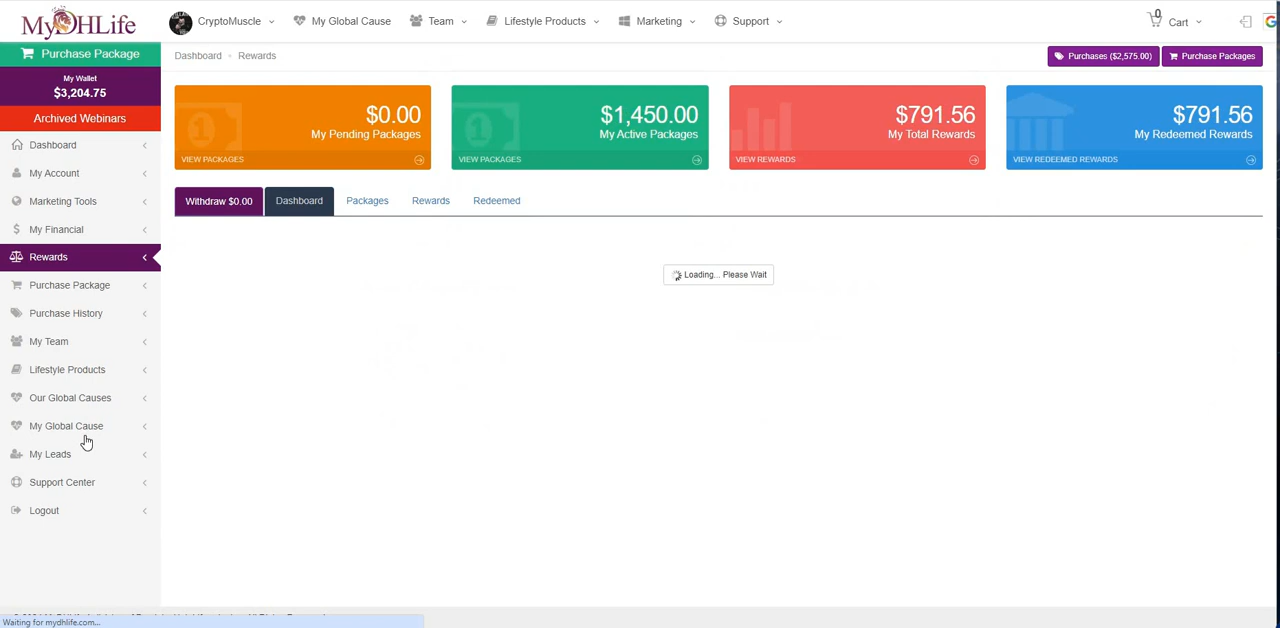 MyDHLife
CryptoMuscle
My Global Cause
Team
Lifestyle Products
Marketing
Support
0
Cart
G
Purchase Package
My Wallet
$3,204.75
Archived Webinars
Dashboard
My Account
Marketing Tools
My Financial
Rewards
Purchase Package
Purchase History
My Team
Lifestyle Products
Our Global Causes
My Global Cause
My Leads
Support Center
Logout
Dashboard
Rewards
Purchases ($2,575.00)
Purchase Packages
$0.00
My Pending Packages
VIEW PACKAGES
$1,450.00
My Active Packages
VIEW PACKAGES
$791.56
My Total Rewards
VIEW REWARDS
$791.56
My Redeemed Rewards
VIEW REDEEMED REWARDS
Withdraw $0.00
Dashboard
Packages
Rewards
Redeemed
Loading... Please Wait
Waiting for mydhlife.com...